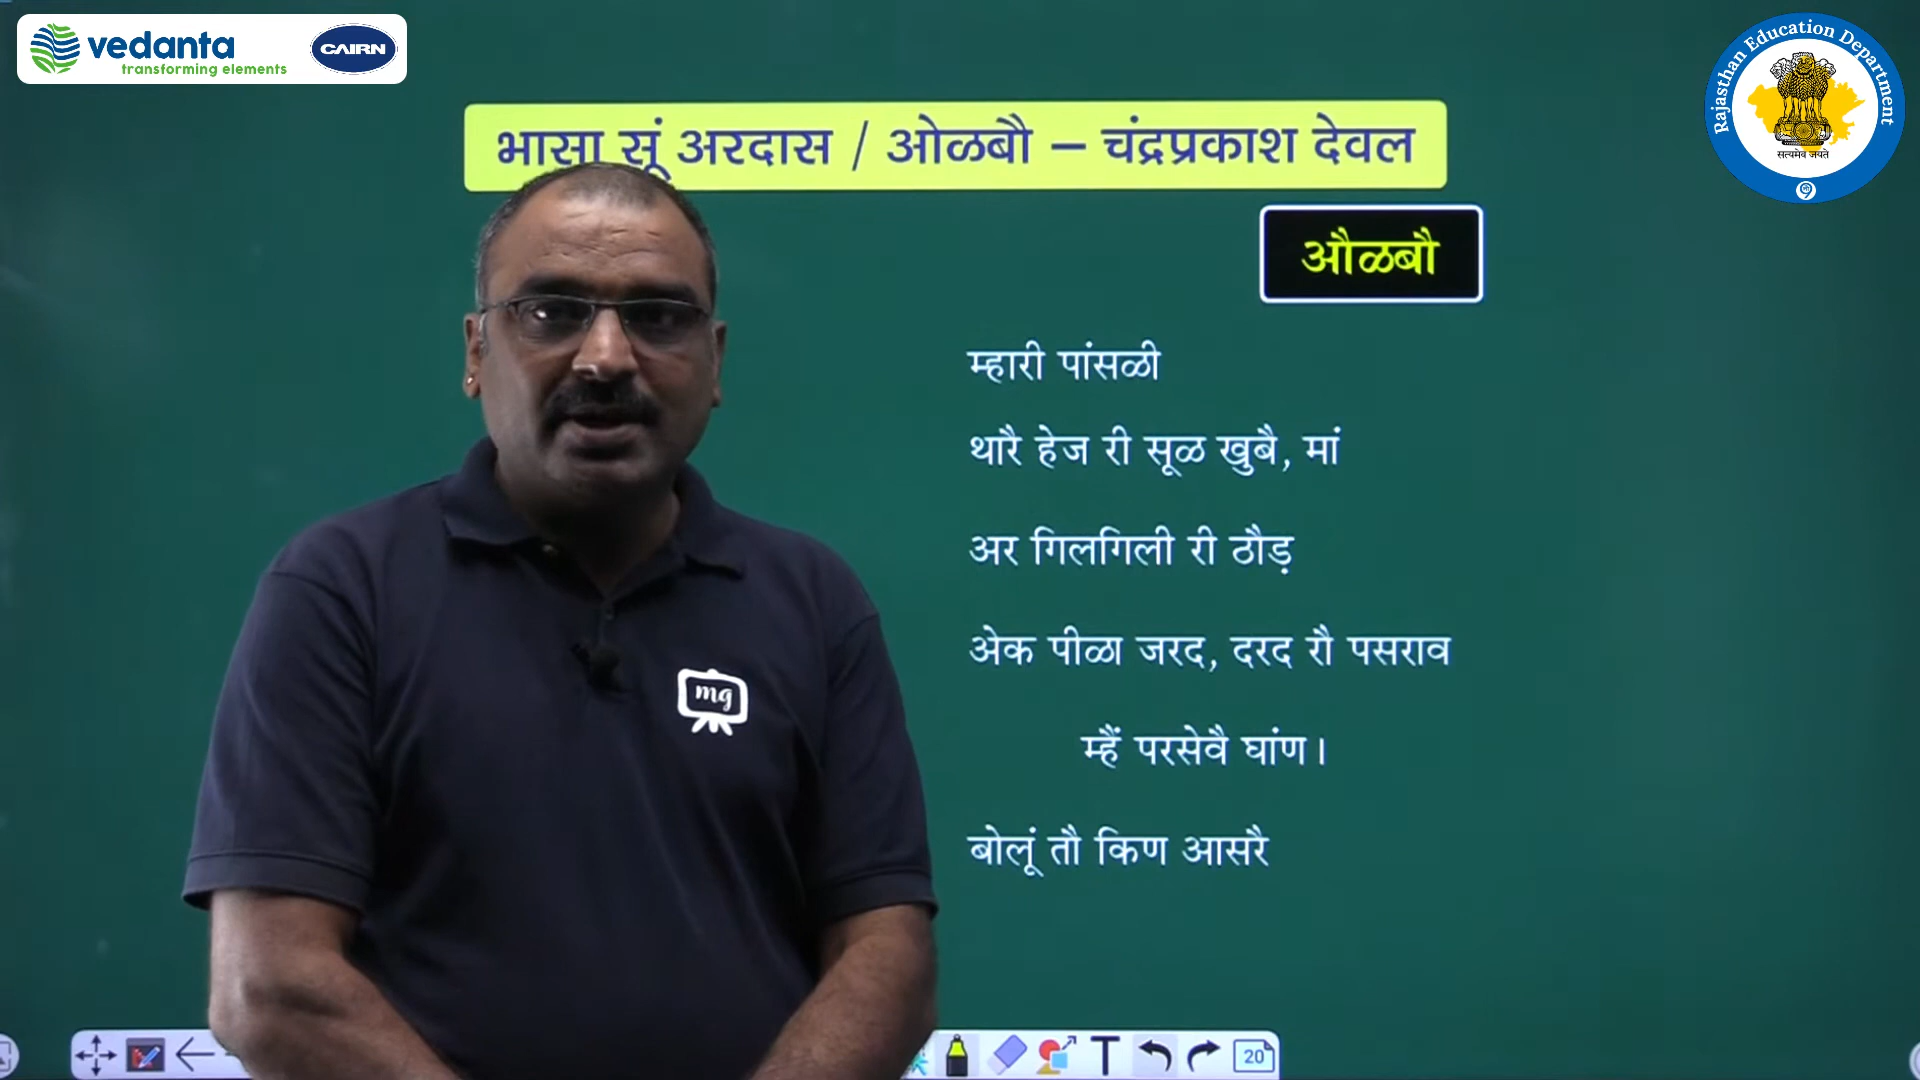 vedanta
transforming elements
CAIRN
Rajasthan Education Department
सत्यमेव जयते
भासा सूं अरदास / ओळबौ – चंद्रप्रकाश देवल
औळबौ
म्हारी पांसळी
थारै हेज री सूळ खुबै, मां
अर गिलगिली री ठौड़
अेक पीळा जरद, दरद रौ पसराव
म्हैं परसेवै घांण।
बोलूं तौ किण आसरै
mg
T
20